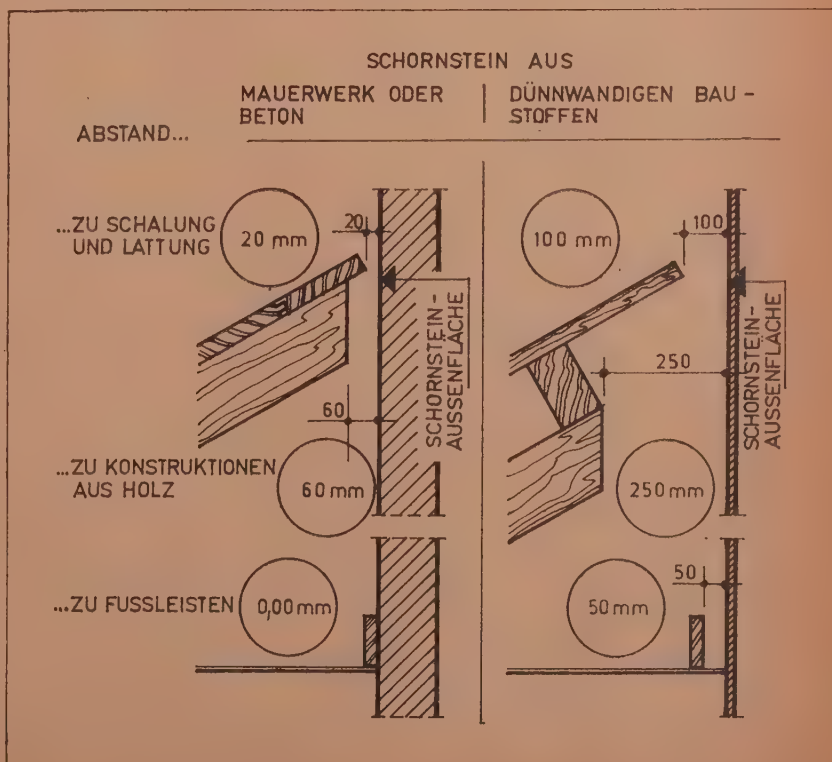 SCHORNSTEIN AUS
MAUERWERK ODER
BETON
DÜNNWANDIGEN BAU-
STOFFEN
ABSTAND...
...ZU SCHALUNG
UND LATTUNG
20 mm
20
100 mm
100
SCHORNSTEIN-
AUSSENFLÄCHE
SCHORNSTEIN-
AUSSENFLÄCHE
250
60
...ZU KONSTRUKTIONEN
AUS HOLZ
60 mm
250 mm
...ZU FUSSLEISTEN
0,00 mm
50 mm
50